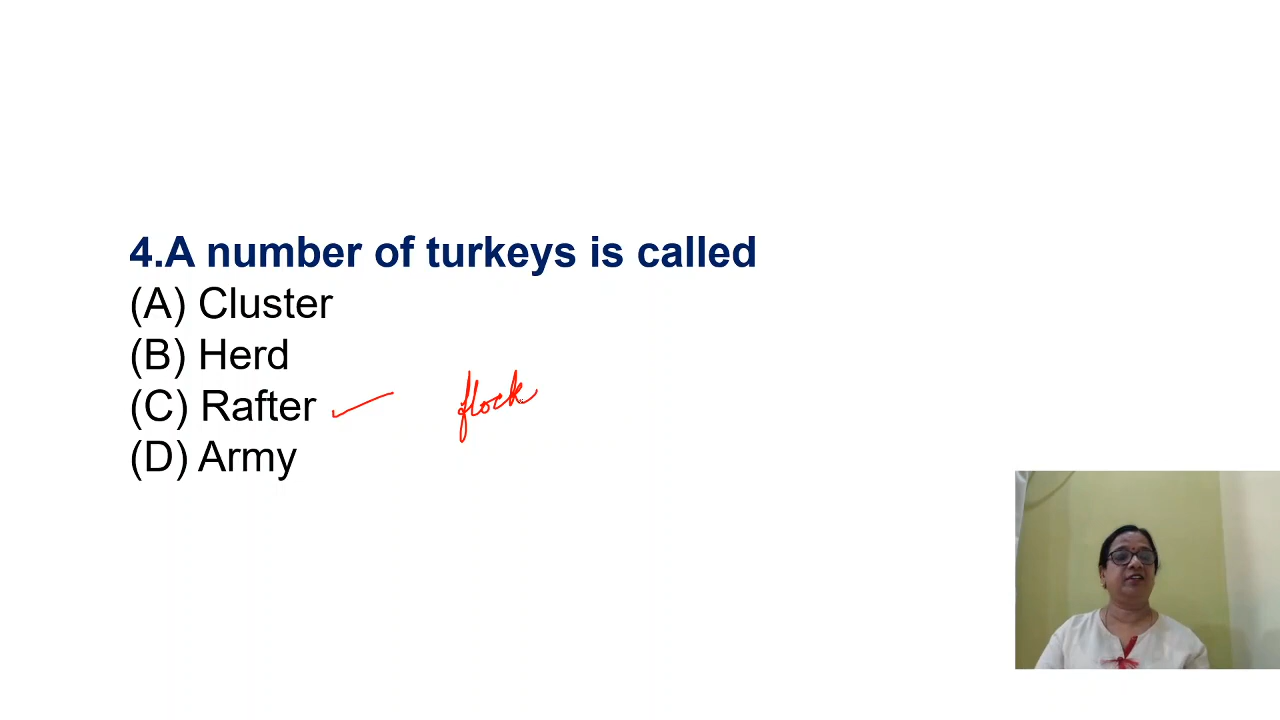 4.A number of turkeys is called
(A) Cluster
(B) Herd
(C) Rafter flock
(D) Army